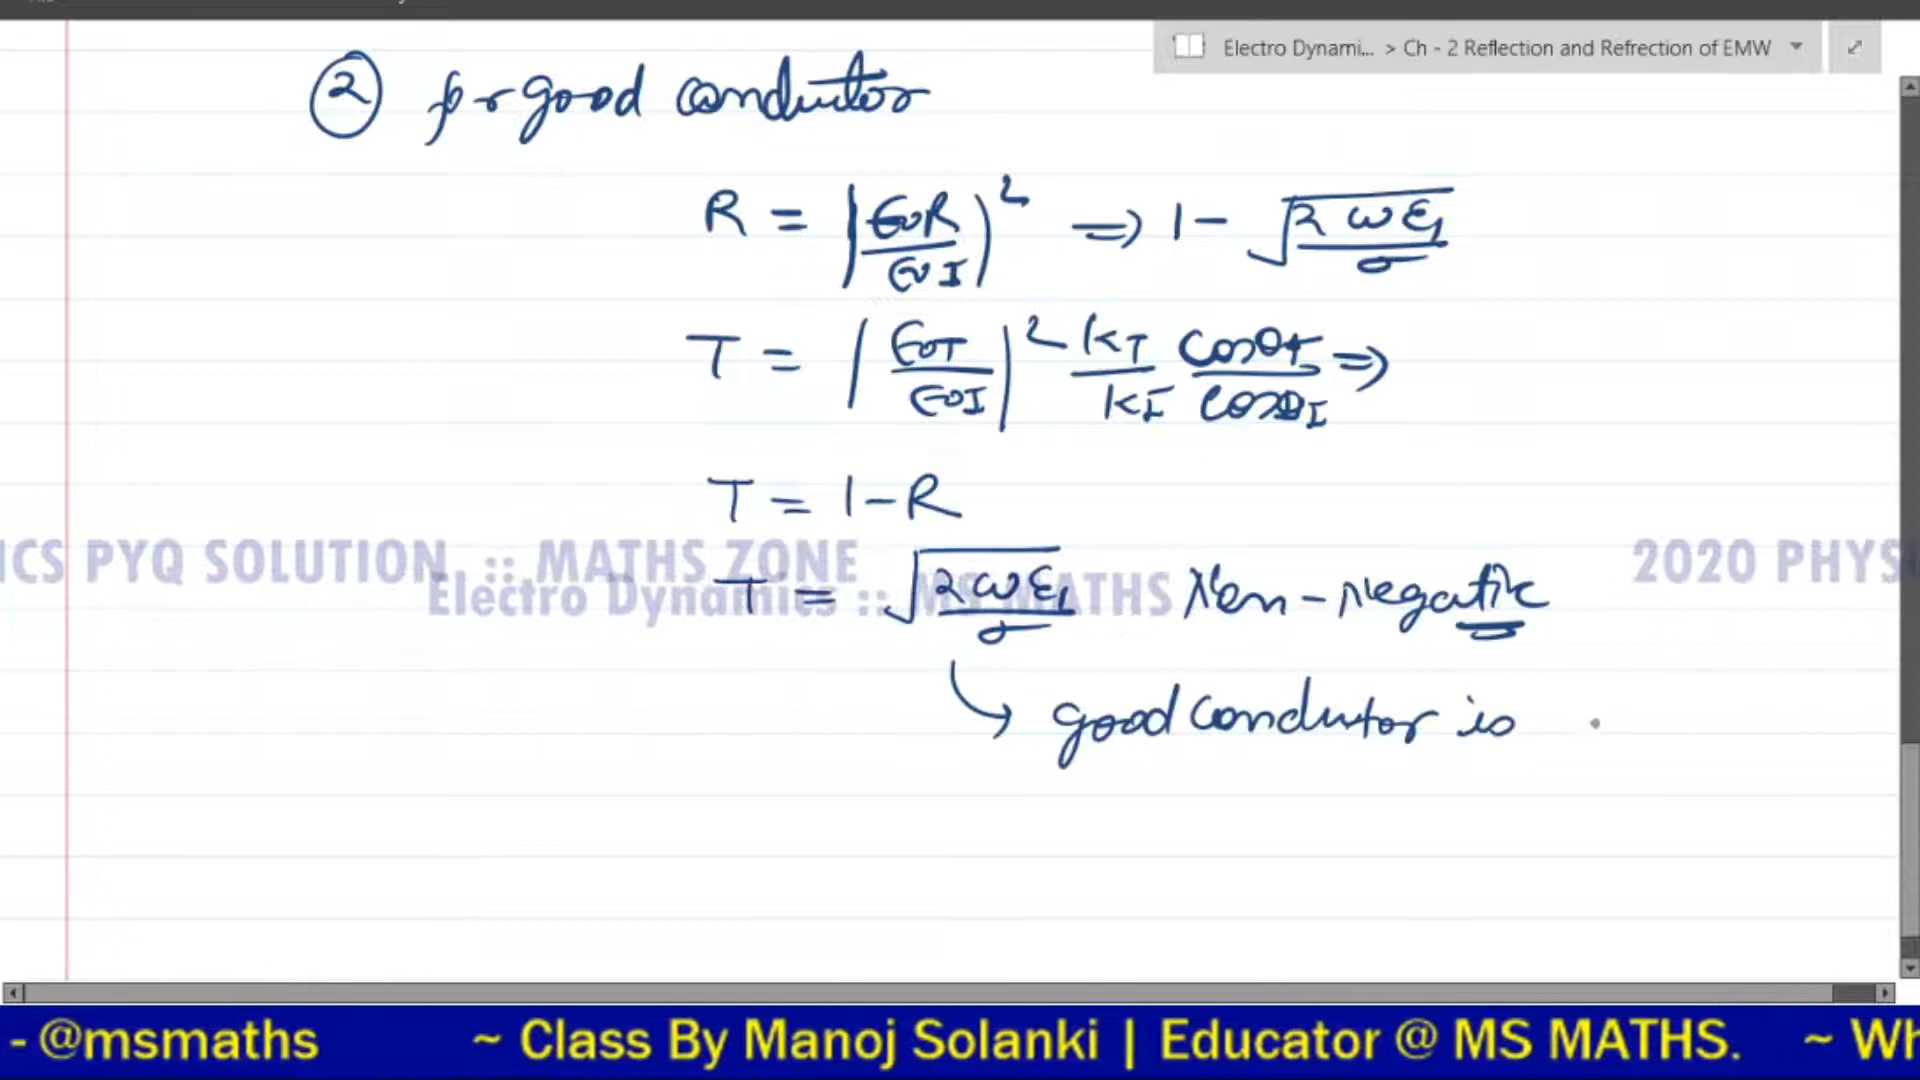 Electro Dynami... > Ch - 2 Reflection and Refrection of EMW
② for good conductor
R = |E0R/E0I|² ⇒ 1 - √(2ωε₁/σ)
T = |E0T/E0I|² kT/kI cosθT/cosθI ⇒
T = 1 - R
ICS PYQ SOLUTION :: MATHS ZONE
2020 PHYS
Electro Dynamics :: MS MATHS
T = √(2ωε₁/σ) Non-negative
↳ good conductor is
- @msmaths ~ Class By Manoj Solanki | Educator @ MS MATHS. ~ Wh